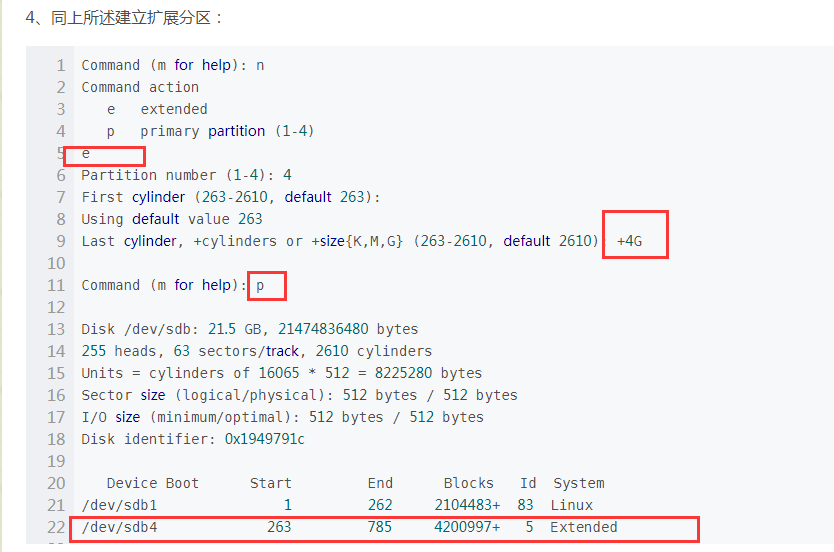 4、同上所述建立扩展分区：
1 Command (m for help): n
2 Command action
3 e extended
4 p primary partition (1-4)
5 e
6 Partition number (1-4): 4
7 First cylinder (263-2610, default 263):
8 Using default value 263
9 Last cylinder, +cylinders or +size{K,M,G} (263-2610, default 2610) +4G
10
11 Command (m for help): p
12
13 Disk /dev/sdb: 21.5 GB, 21474836480 bytes
14 255 heads, 63 sectors/track, 2610 cylinders
15 Units = cylinders of 16065 * 512 = 8225280 bytes
16 Sector size (logical/physical): 512 bytes / 512 bytes
17 I/O size (minimum/optimal): 512 bytes / 512 bytes
18 Disk identifier: 0x1949791c
19
20 Device Boot Start End Blocks Id System
21 /dev/sdb1 1 262 2104483+ 83 Linux
22 /dev/sdb4 263 785 4200997+ 5 Extended